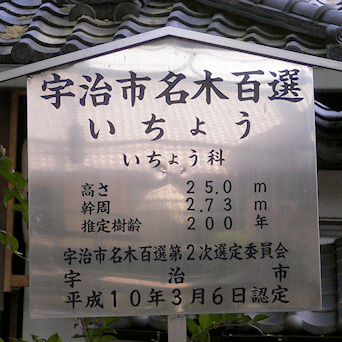 宇治市名木百選
いちょう
いちょう科
高さ 25.0 m
幹周 2.73 m
推定樹齢 200 年
宇治市名木百選第2次選定委員会
宇治市
平成10年3月6日認定